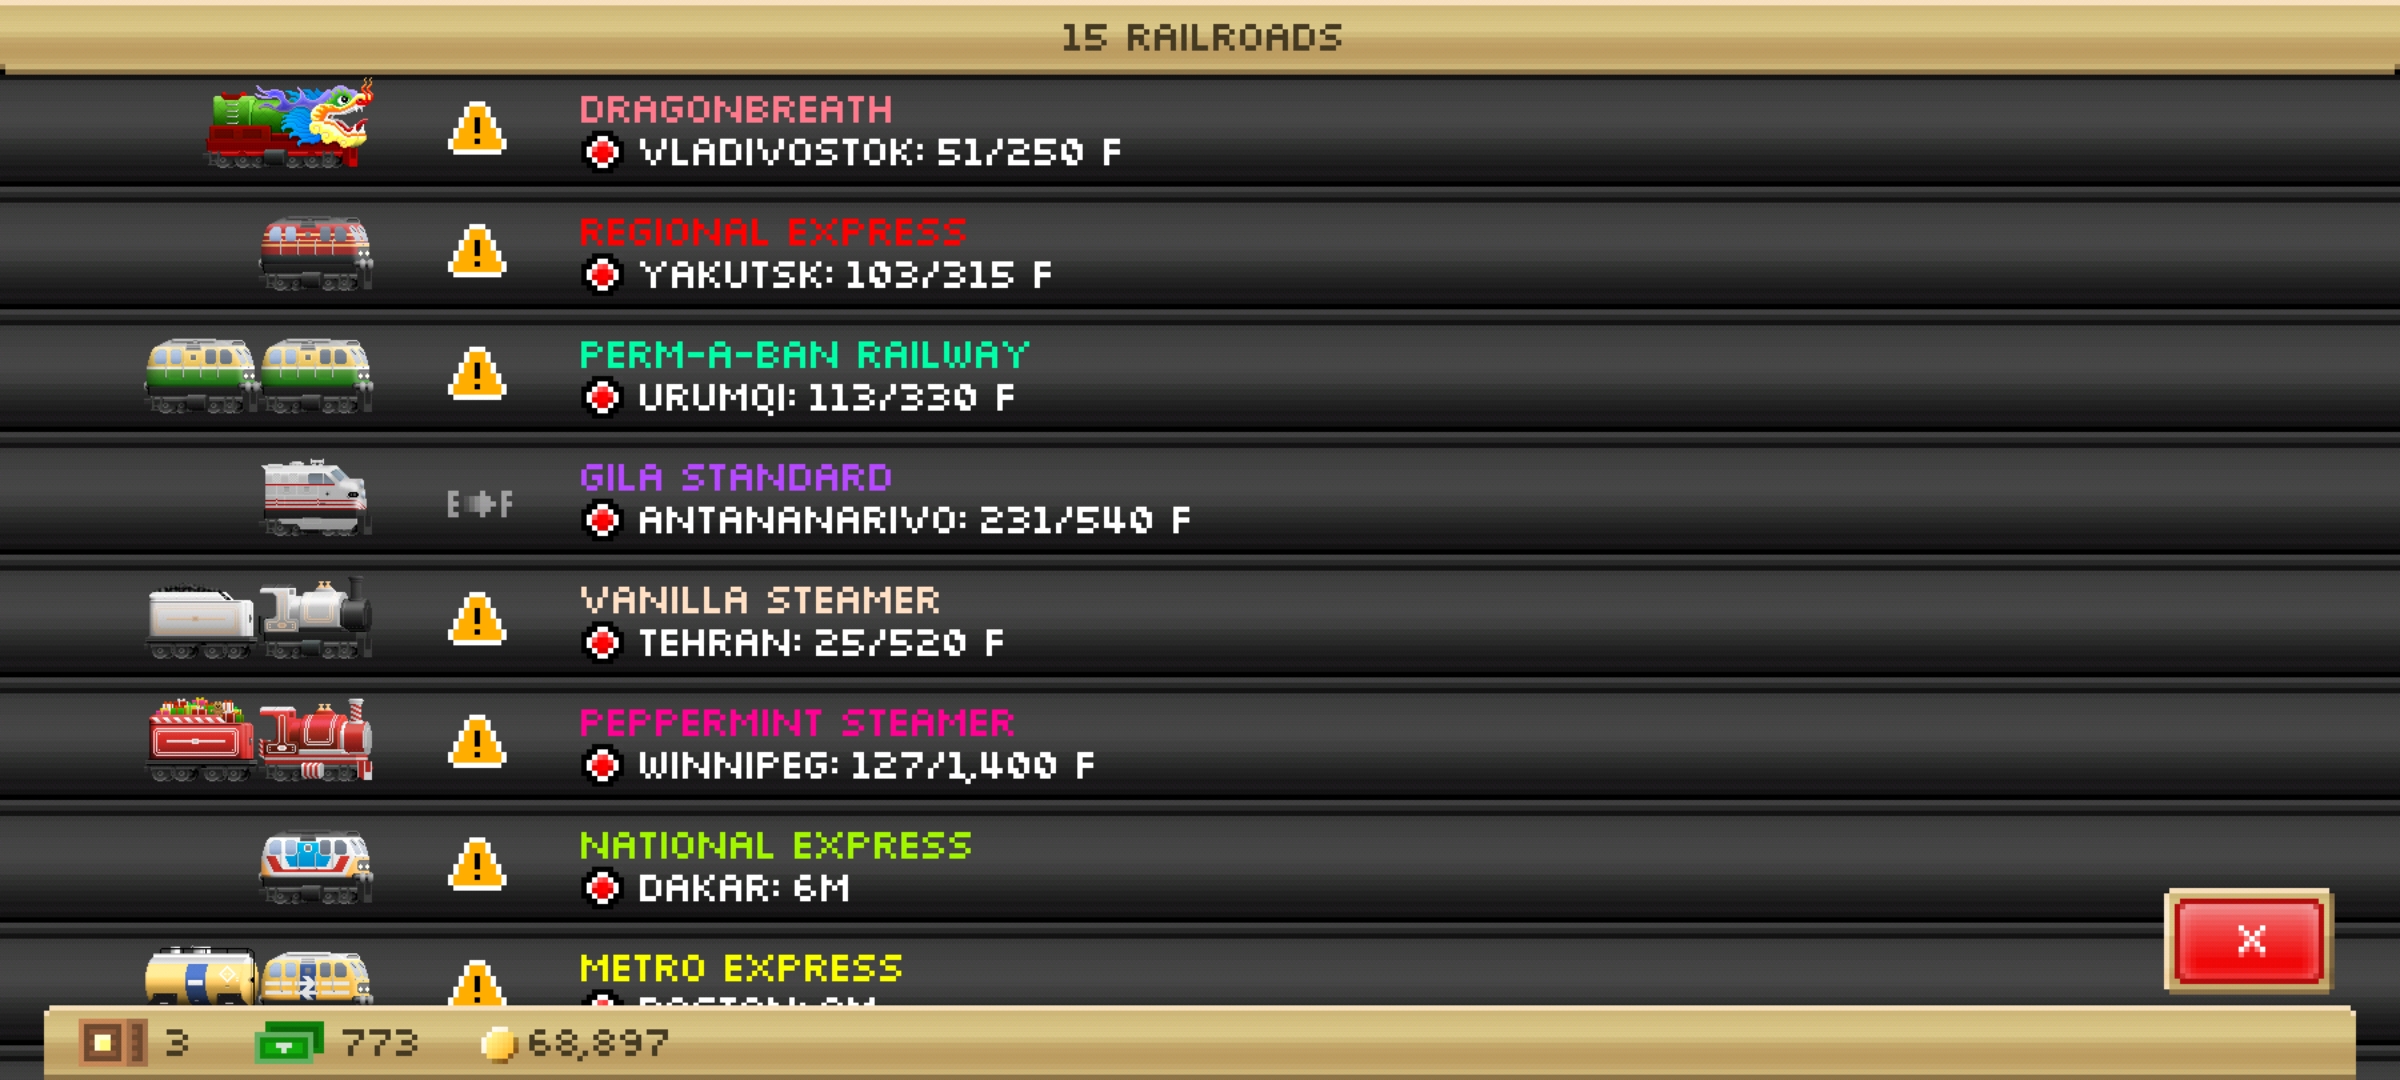 15 RAILROADS
DRAGONBREATH
VLADIVOSTOK: 51/250 F
REGIONAL EXPRESS
YAKUTSK: 103/315 F
PERM-A-BAN RAILWAY
URUMQI: 113/330 F
GILA STANDARD
E F
ANTANANARIVO: 231/540 F
VANILLA STEAMER
TEHRAN: 25/520 F
PEPPERMINT STEAMER
WINNIPEG: 127/1,400 F
NATIONAL EXPRESS
DAKAR: 6M
METRO EXPRESS
X
3 773 68,897